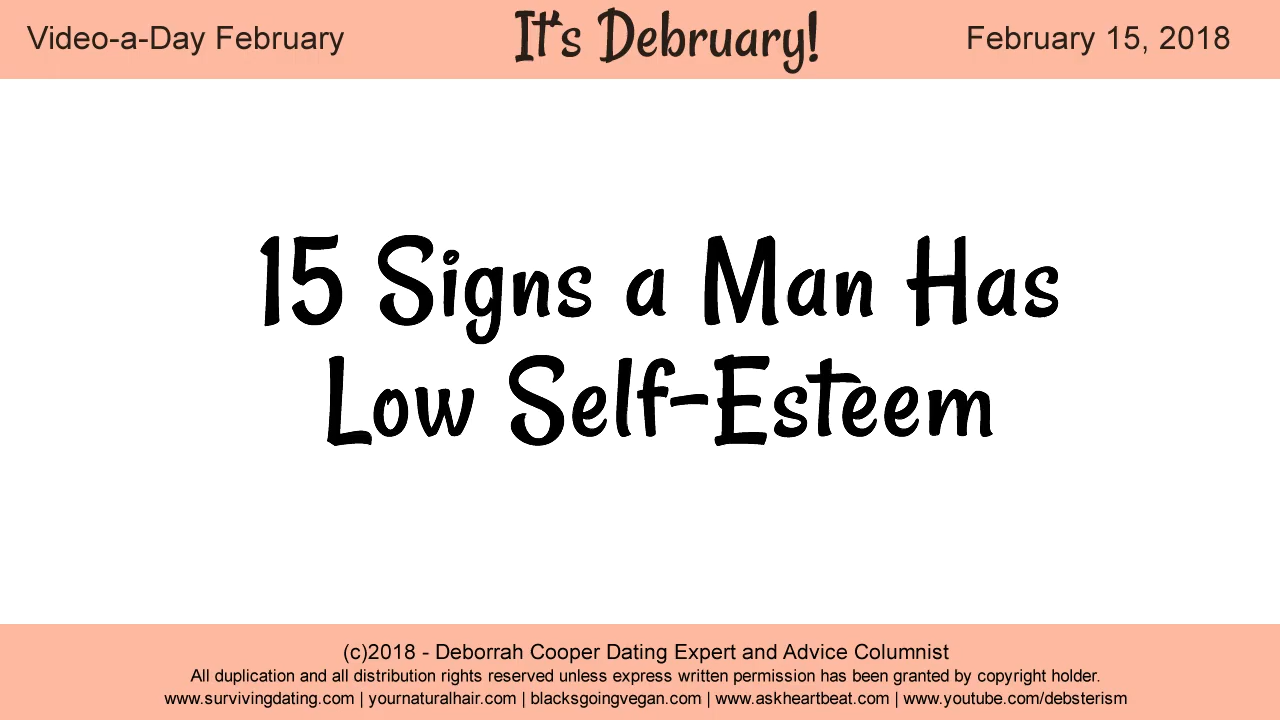 Video-a-Day February
It's Debruary!
February 15, 2018
15 Signs a Man Has
Low Self-Esteem
(c)2018 - Deborrah Cooper Dating Expert and Advice Columnist
All duplication and all distribution rights reserved unless express written permission has been granted by copyright holder.
www.survivingdating.com | yournaturalhair.com | blacksgoingvegan.com | www.askheartbeat.com | www.youtube.com/debsterism